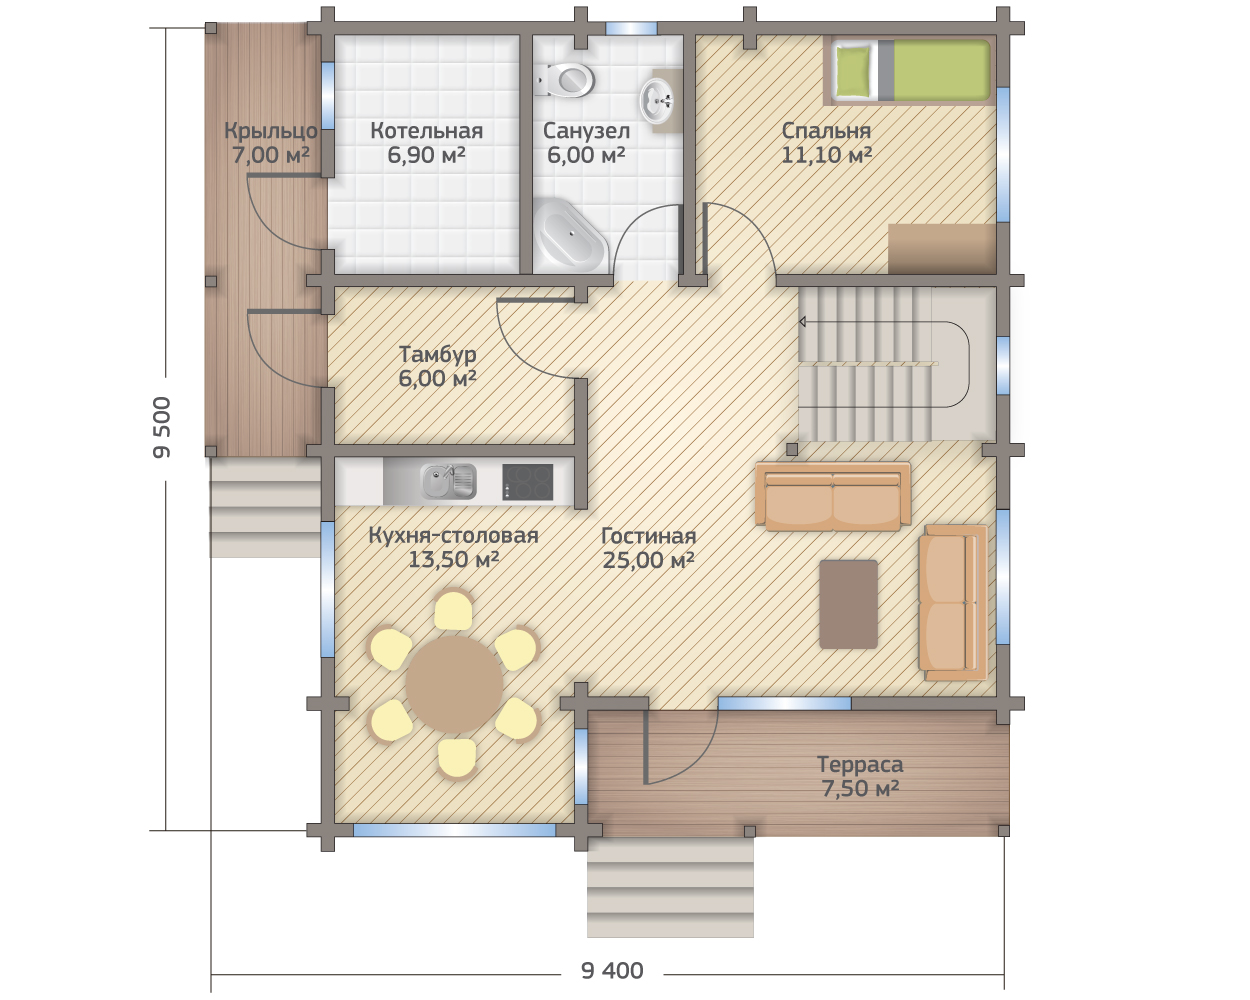 Крыльцо
7,00 м²
Котельная
6,90 м²
Санузел
6,00 м²
Спальня
11,10 м²
Тамбур
6,00 м²
9 500
Кухня-столовая
13,50 м²
Гостиная
25,00 м²
Терраса
7,50 м²
9 400